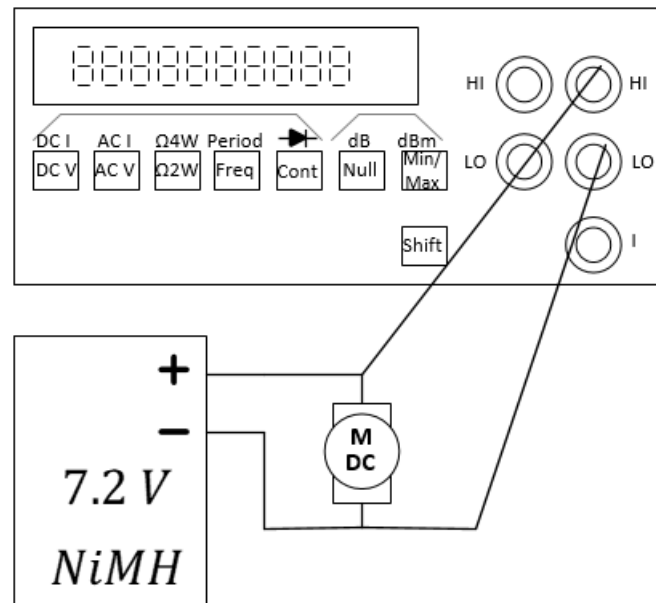 HI HI
DC I AC I Ω4W Period dB dBm
DC V AC V Ω2W Freq Cont Null Min/
Max
LO LO
Shift I
+
−
M
DC
7.2 V
NiMH